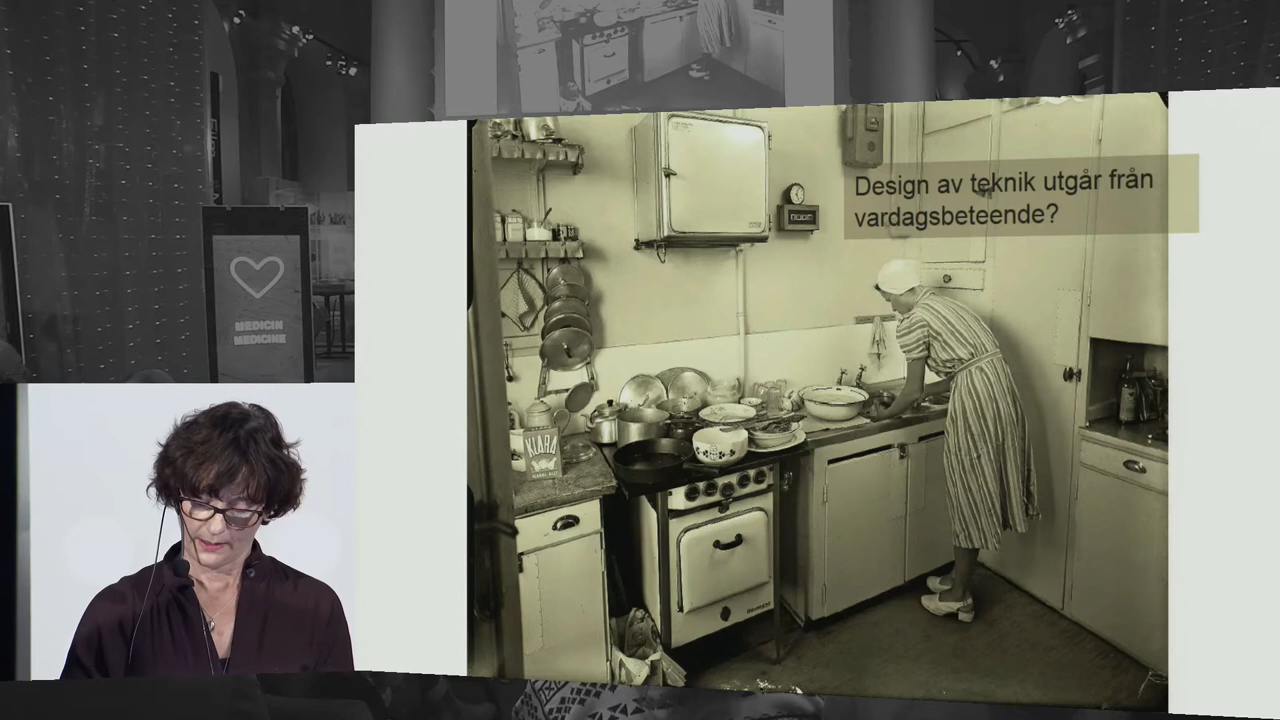 Design av teknik utgår från
vardagsbeteende?
MEDICIN
MEDICINE
KLARA